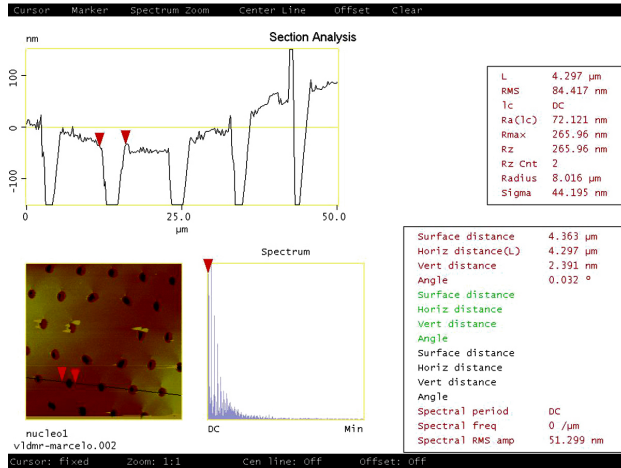 Cursor Marker Spectrum Zoom Center Line Offset Clear
Section Analysis
nm
100
0
-100
0 25.0 50.0
µm
L 4.297 µm
RMS 84.417 nm
lc DC
Ra(lc) 72.121 nm
Rmax 265.96 nm
Rz 265.96 nm
Rz Cnt 2
Radius 8.016 µm
Sigma 44.195 nm
Surface distance 4.363 µm
Horiz distance(L) 4.297 µm
Vert distance 2.391 nm
Angle 0.032 º
Surface distance
Horiz distance
Vert distance
Angle
Surface distance
Horiz distance
Vert distance
Angle
Spectral period DC
Spectral freq 0 /µm
Spectral RMS amp 51.299 nm
Spectrum
DC Min
nucleo1
vldmr-marcelo.002
Cursor: fixed Zoom: 1:1 Cen line: Off Offset: Off